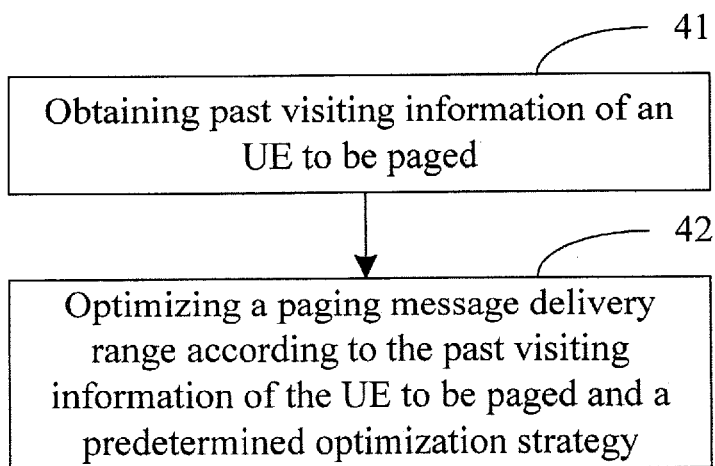 41
Obtaining past visiting information of an
UE to be paged
42
Optimizing a paging message delivery
range according to the past visiting
information of the UE to be paged and a
predetermined optimization strategy